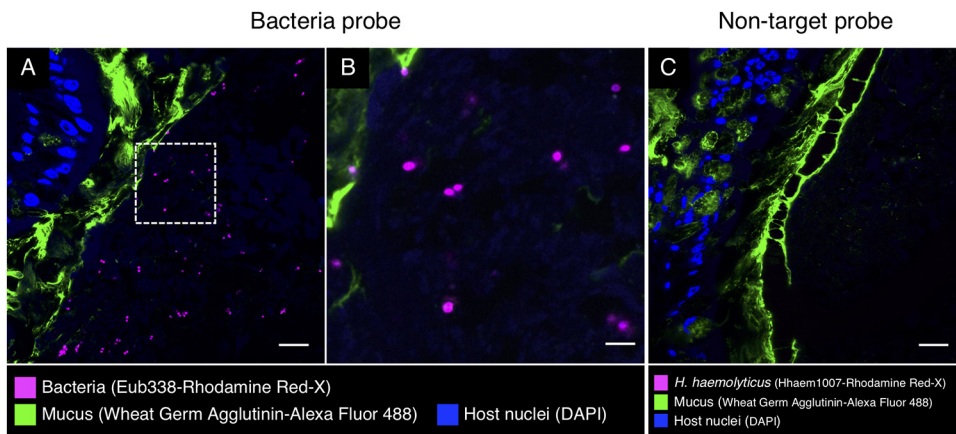 Bacteria probe
Non-target probe
A
B
C
Bacteria (Eub338-Rhodamine Red-X)
Mucus (Wheat Germ Agglutinin-Alexa Fluor 488)
Host nuclei (DAPI)
H. haemolyticus (Hhaem1007-Rhodamine Red-X)
Mucus (Wheat Germ Agglutinin-Alexa Fluor 488)
Host nuclei (DAPI)